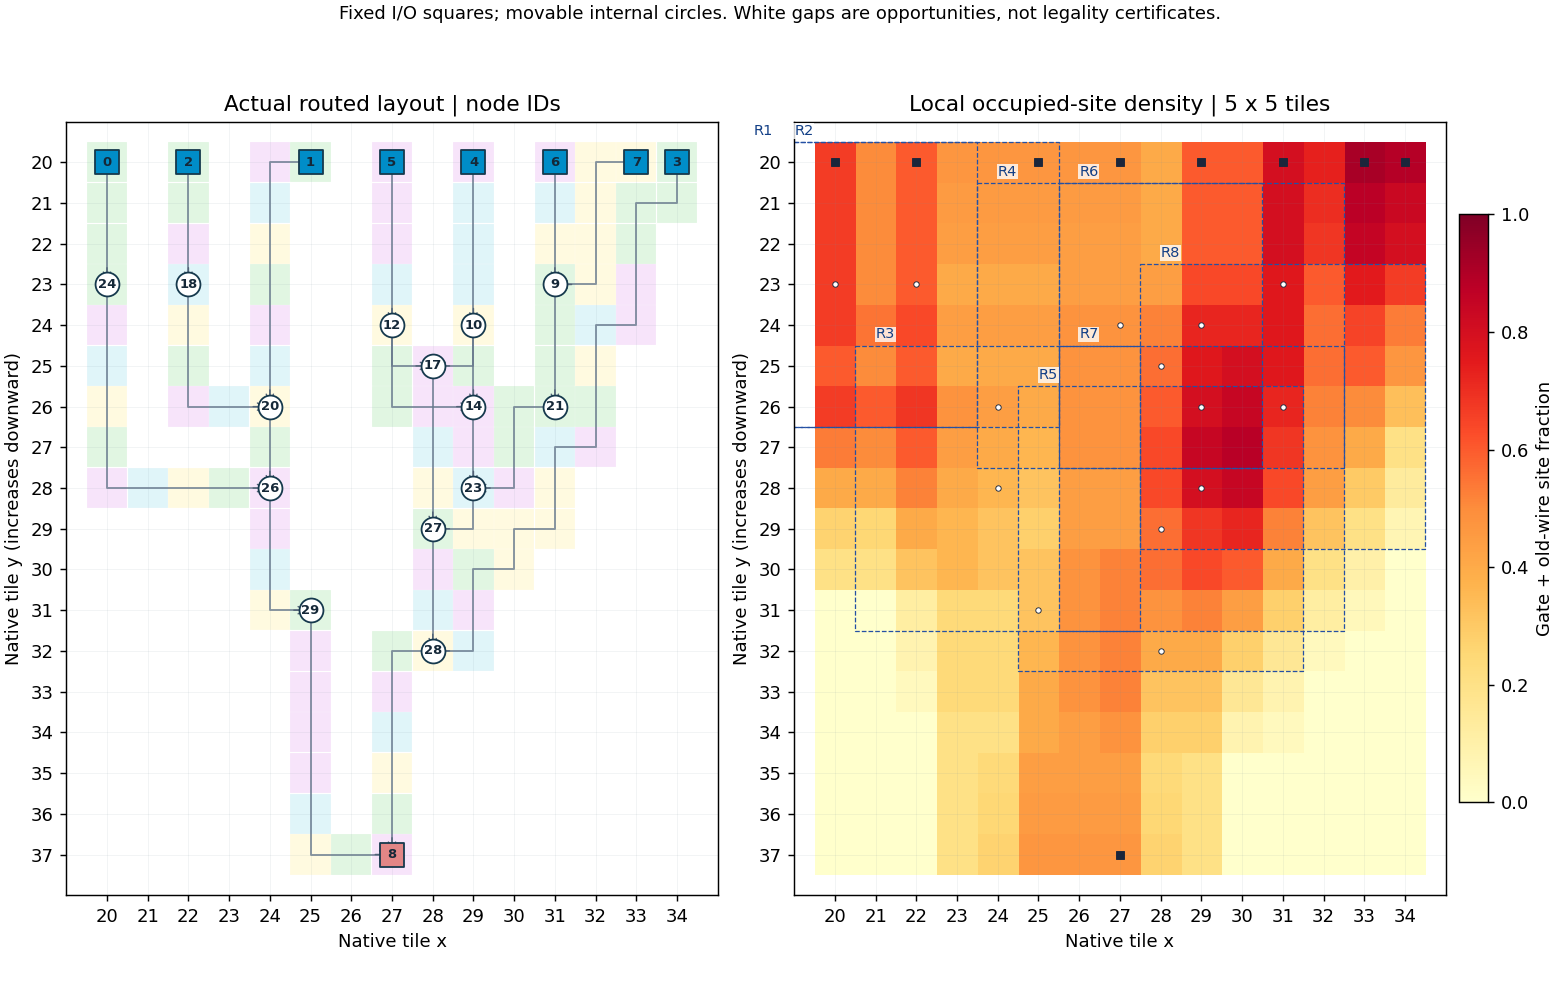 Fixed I/O squares; movable internal circles. White gaps are opportunities, not legality certificates.
Actual routed layout | node IDs
0 2 1 5 4 6 7 3
24 18 9
12 10
17
20 14 21
26 23
27
29
28
8
20
21
22
23
24
25
26
27
28
29
30
31
32
33
34
35
36
37
20 21 22 23 24 25 26 27 28 29 30 31 32 33 34
Native tile x
Native tile y (increases downward)
Local occupied-site density | 5 x 5 tiles
R1 R2
R4 R6
R8
R3 R7
R5
20
21
22
23
24
25
26
27
28
29
30
31
32
33
34
35
36
37
20 21 22 23 24 25 26 27 28 29 30 31 32 33 34
Native tile x
Native tile y (increases downward)
1.0
0.8
0.6
0.4
0.2
0.0
Gate + old-wire site fraction